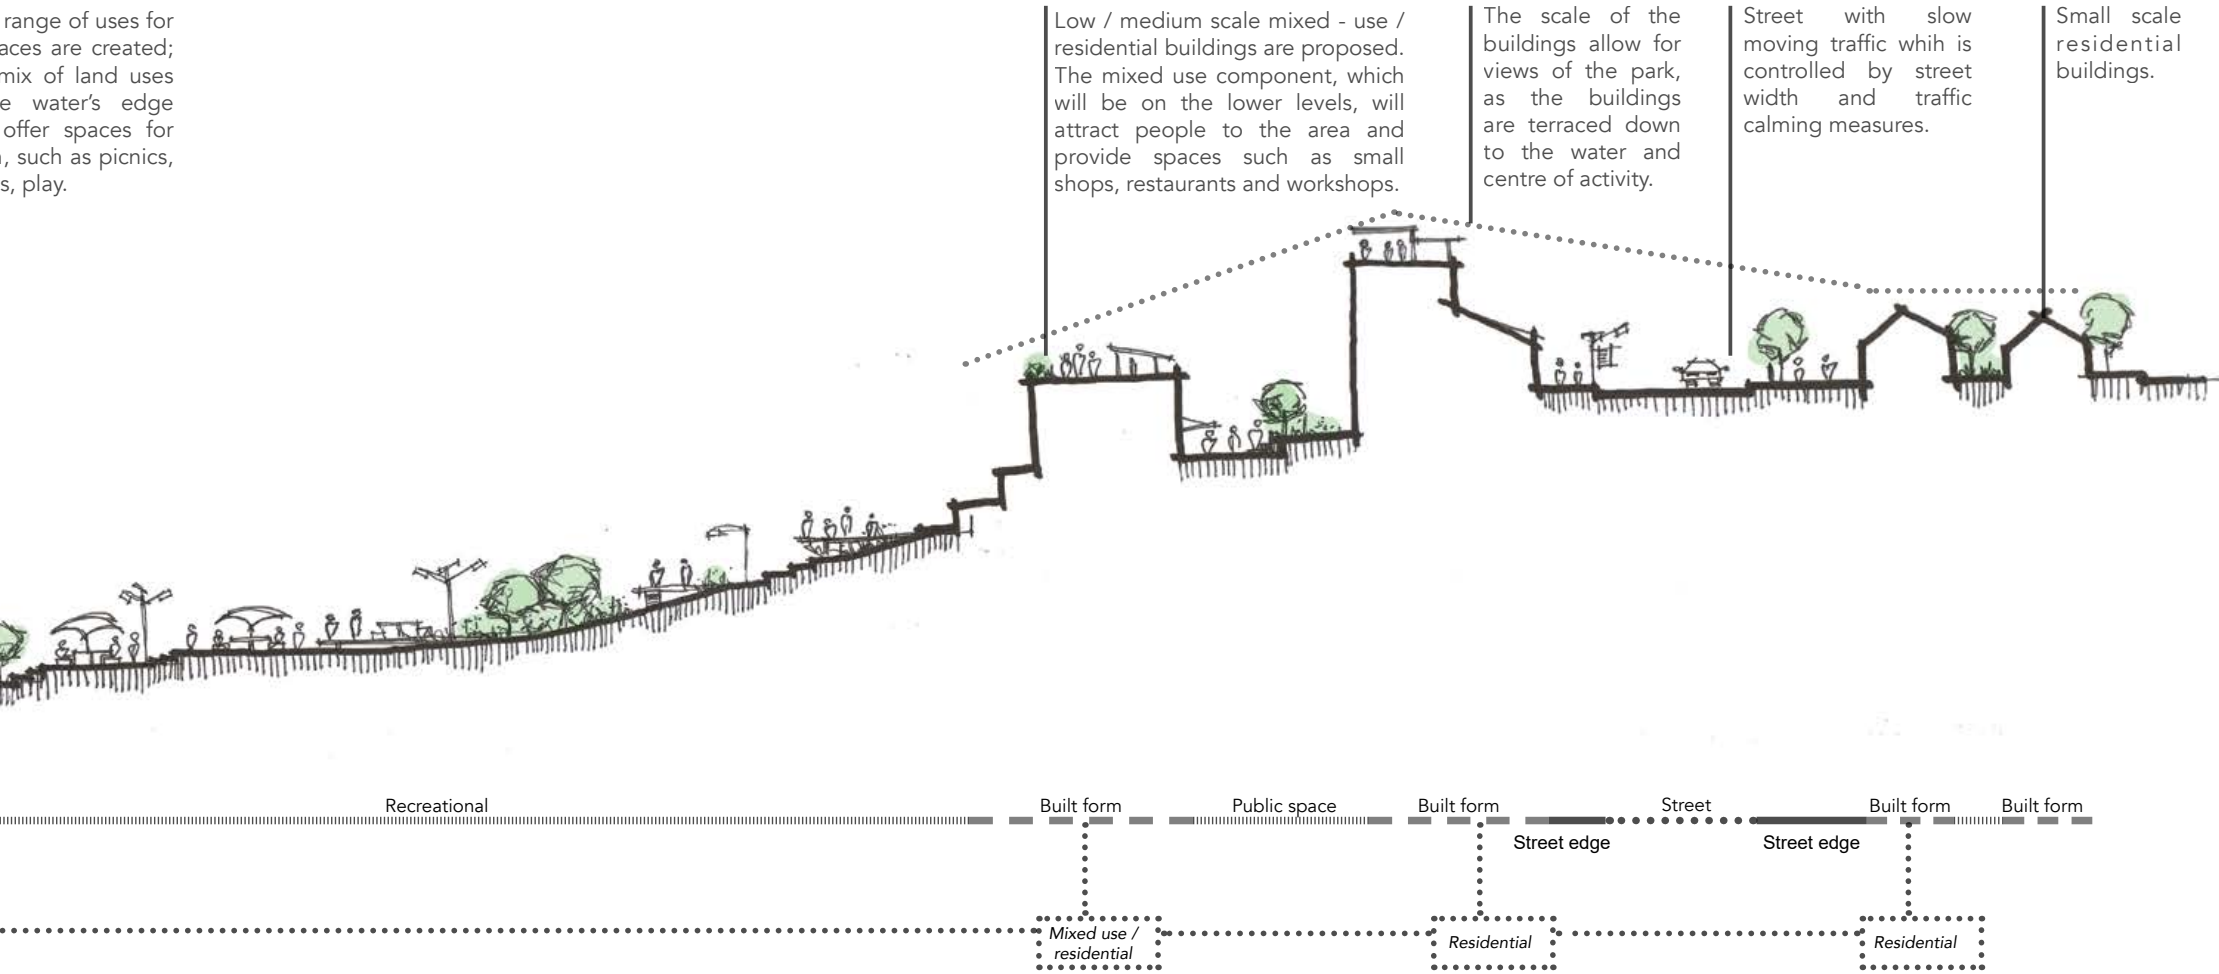 range of uses for
aces are created;
mix of land uses
e water's edge
offer spaces for
, such as picnics,
s, play.
Low / medium scale mixed - use /
residential buildings are proposed.
The mixed use component, which
will be on the lower levels, will
attract people to the area and
provide spaces such as small
shops, restaurants and workshops.
The scale of the
buildings allow for
views of the park,
as the buildings
are terraced down
to the water and
centre of activity.
Street with slow
moving traffic whih is
controlled by street
width and traffic
calming measures.
Small scale
residential
buildings.
Recreational
Built form
Public space
Built form
Street
Built form
Built form
Street edge
Street edge
Mixed use /
residential
Residential
Residential